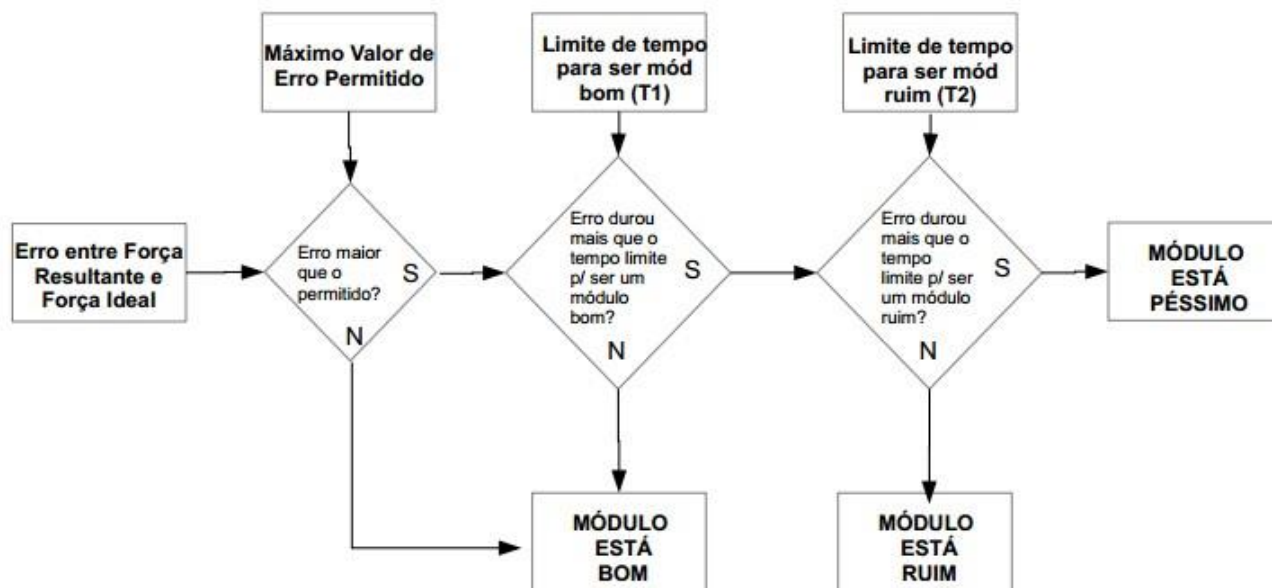 Máximo Valor de
Erro Permitido
Limite de tempo
para ser mód
bom (T1)
Limite de tempo
para ser mód
ruim (T2)
Erro entre Força
Resultante e
Força Ideal
Erro maior
que o
permitido?
S
N
Erro durou
mais que o
tempo limite
p/ ser um
módulo
bom?
S
N
Erro durou
mais que o
tempo
limite p/ ser
um módulo
ruim?
S
N
MÓDULO
ESTÁ
PÉSSIMO
MÓDULO
ESTÁ
BOM
MÓDULO
ESTÁ
RUIM